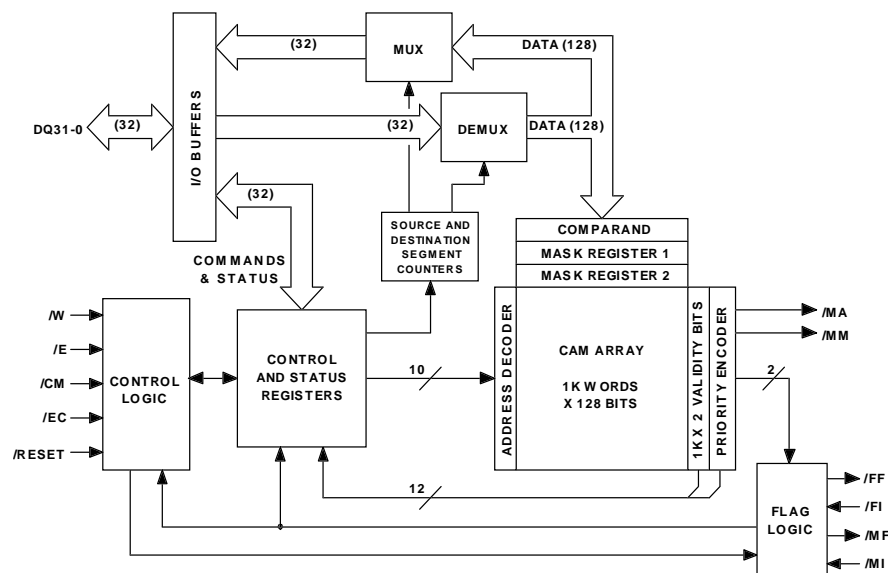 MUX
(32)
DATA (128)
DQ31-0
(32)
I/O BUFFERS
(32)
DEMUX
DATA (128)
(32)
COMMANDS
& STATUS
SOURCE AND
DESTINATION
SEGMENT
COUNTERS
COMPARAND
MASK REGISTER 1
MASK REGISTER 2
/W
/E
/CM
/EC
/RESET
CONTROL
LOGIC
CONTROL
AND STATUS
REGISTERS
10
ADDRESS DECODER
CAM ARRAY
1K WORDS
X 128 BITS
1K X 2 VALIDITY BITS
PRIORITY ENCODER
/MA
/MM
2
12
FLAG
LOGIC
/FF
/FI
/MF
/MI